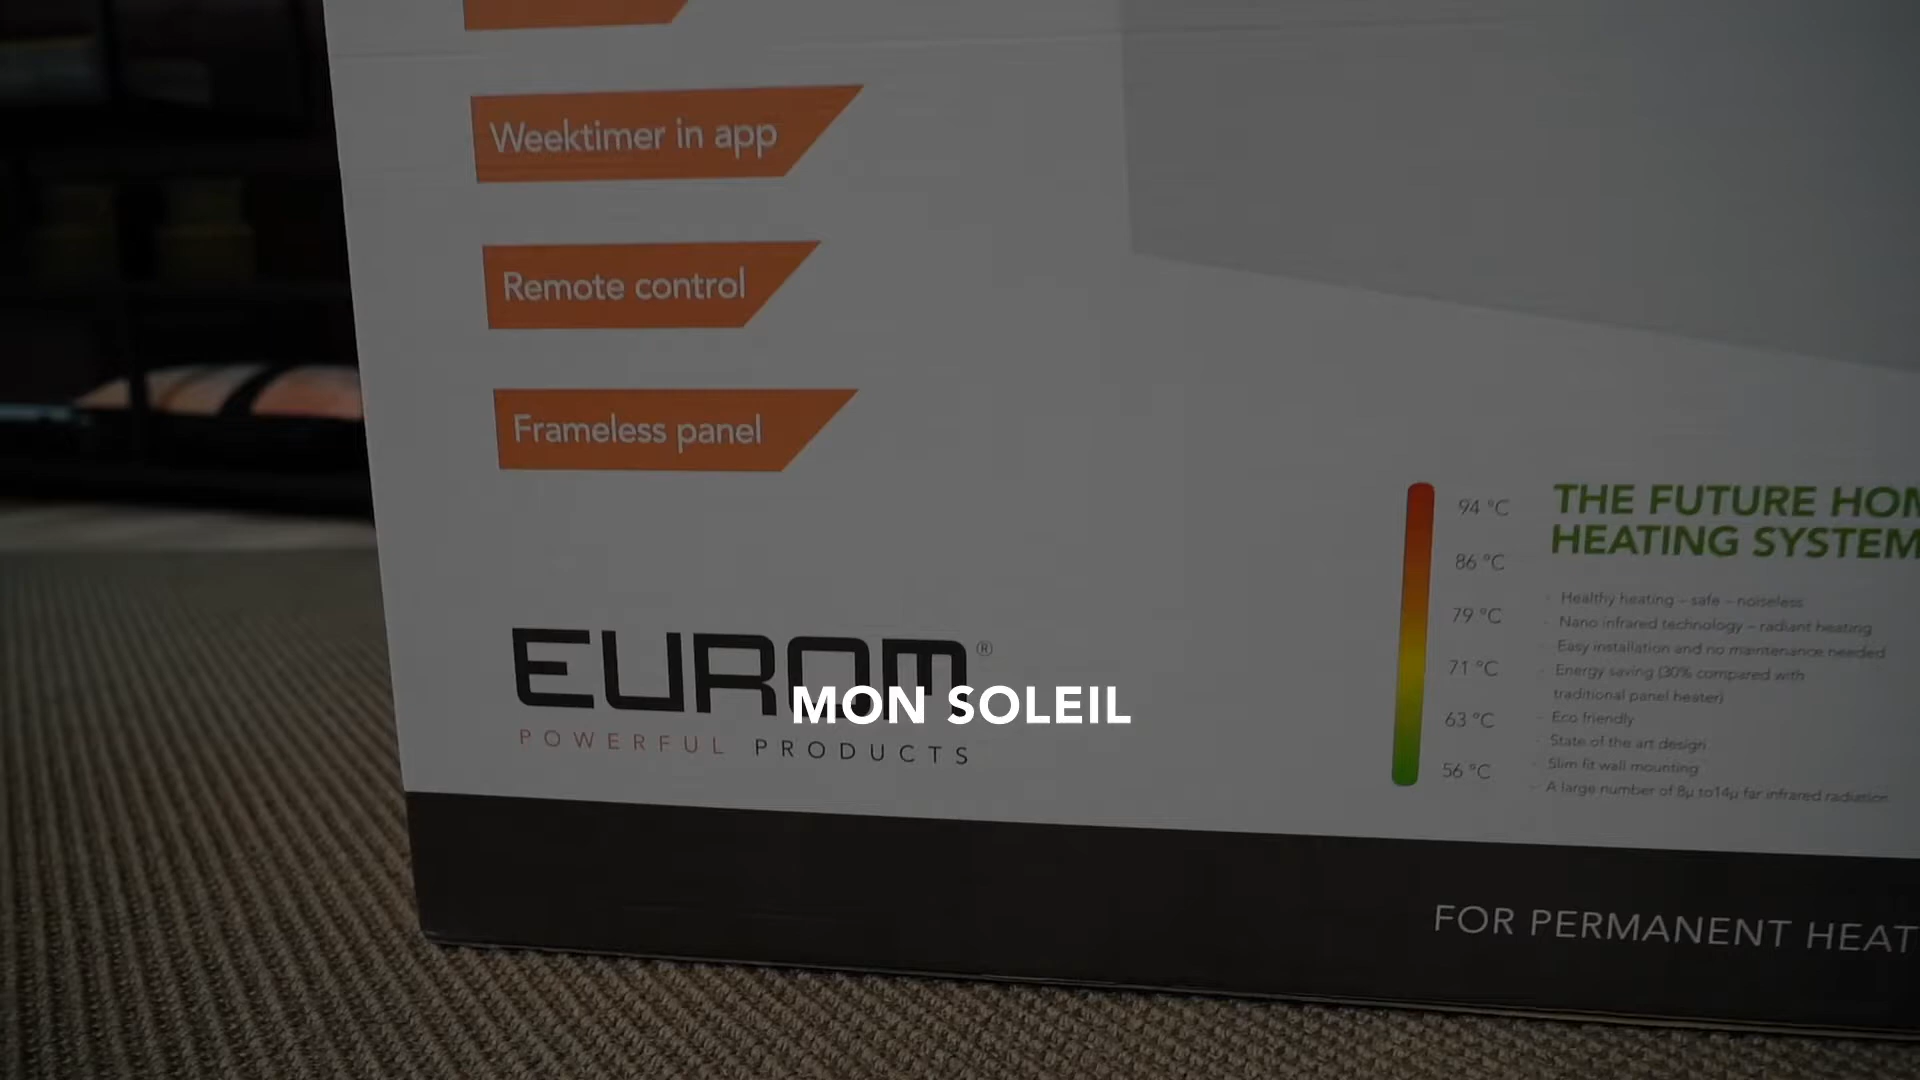 Weektimer in app
Remote control
Frameless panel
EUROM®
POWERFUL PRODUCTS
MON SOLEIL
94 °C
86 °C
79 °C
71 °C
63 °C
56 °C
THE FUTURE HOM
HEATING SYSTEM
- Healthy heating – safe – noiseless
- Nano infrared technology – radiant heating
- Easy installation and no maintenance needed
- Energy saving (30% compared with
traditional panel heater)
- Eco friendly
- State of the art design
- Slim fit wall mounting
- A large number of 8µ to14µ far infrared radiation
FOR PERMANENT HEAT